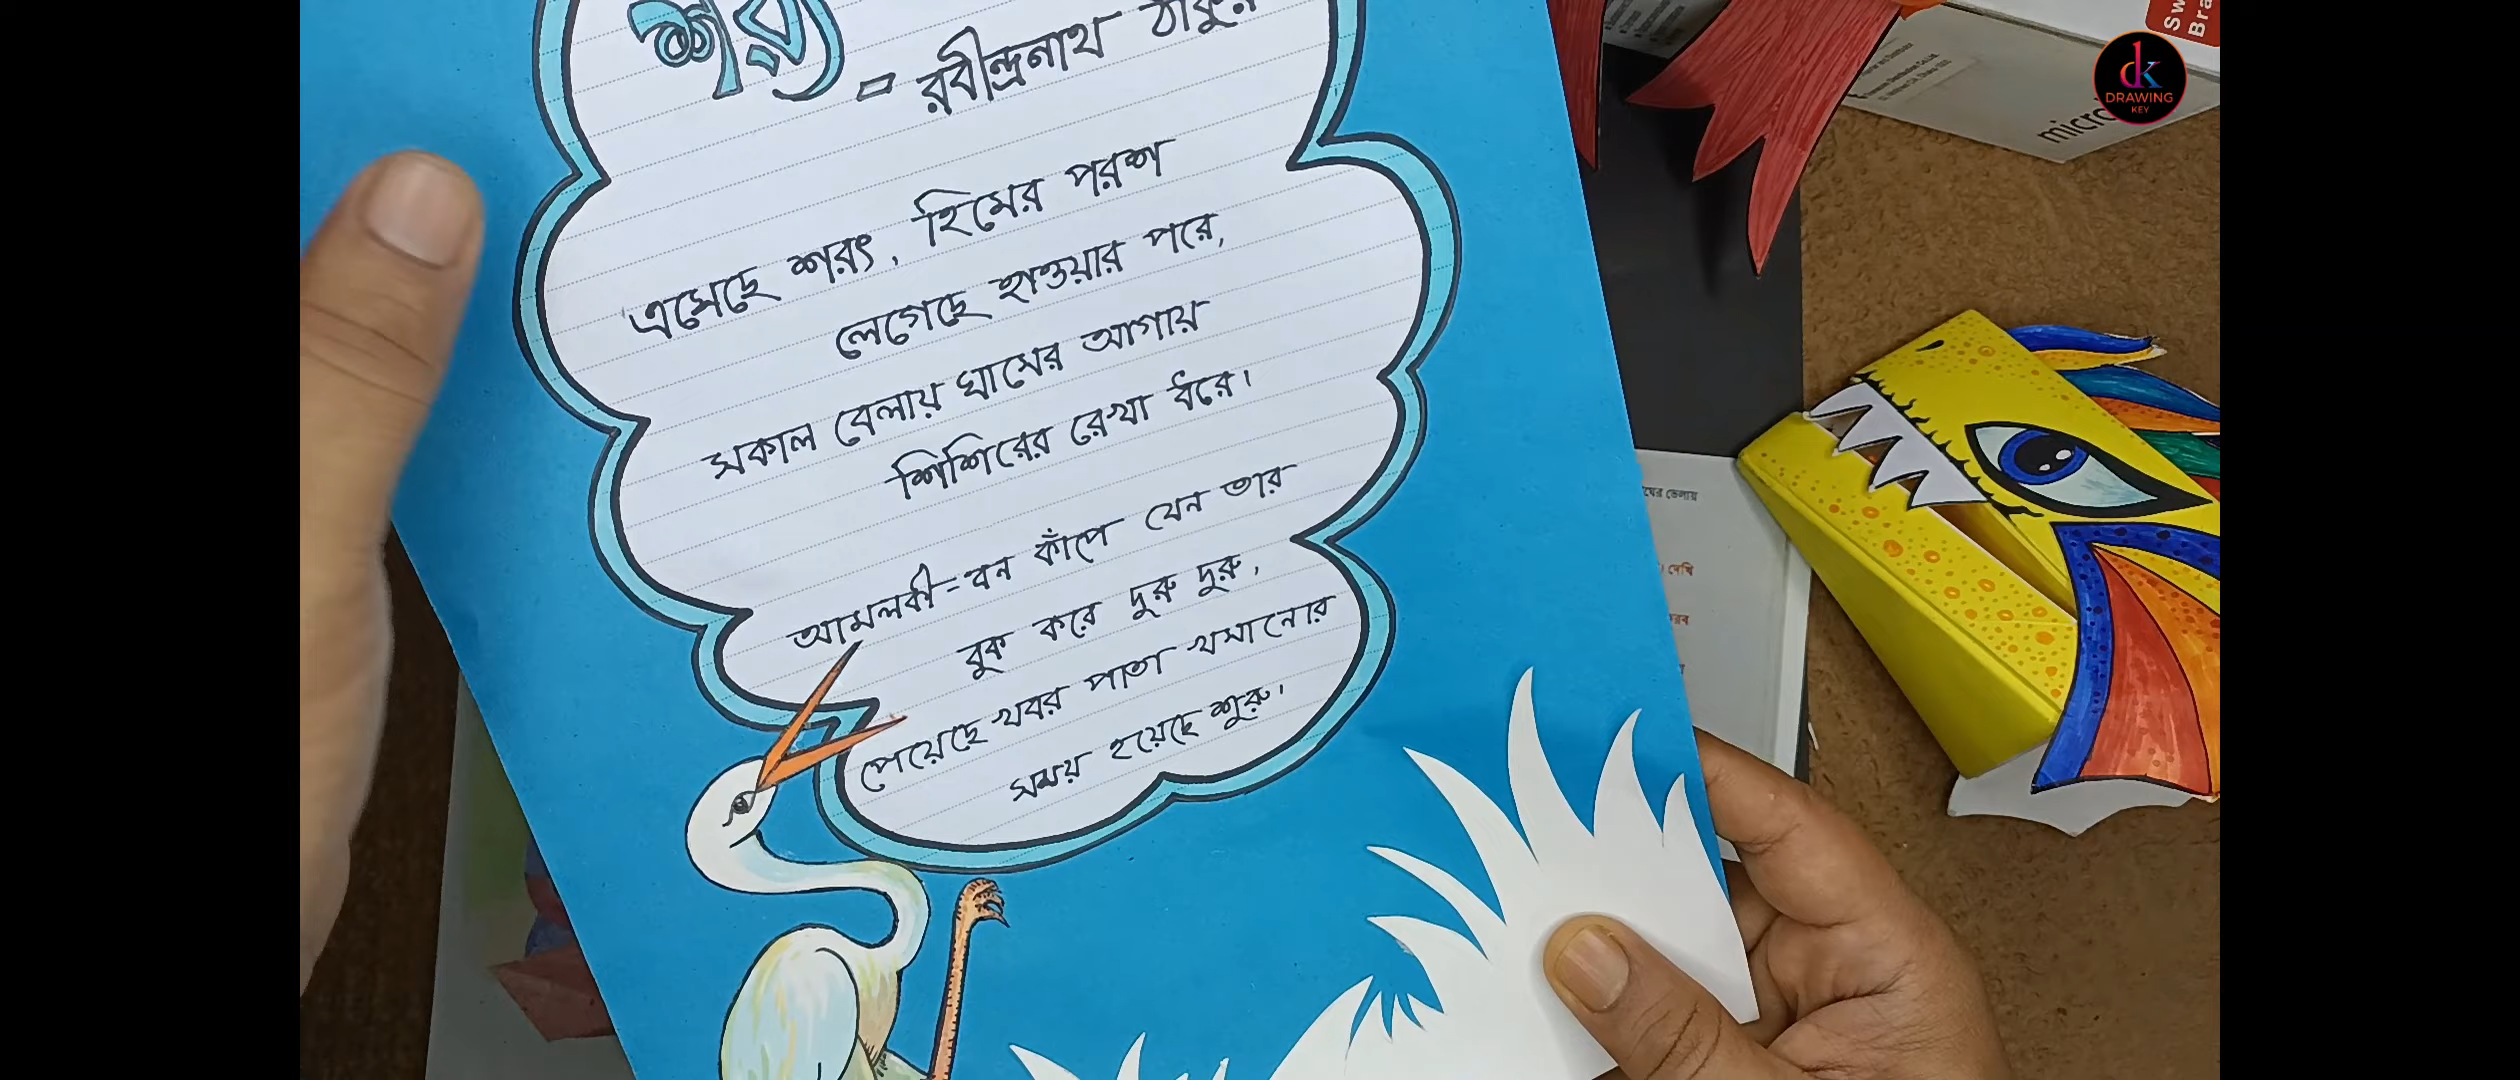 শরৎ
- রবীন্দ্রনাথ ঠাকুর
এসেছে শরৎ, হিমের পরশ
লেগেছে হাওয়ার পরে,
সকাল বেলায় ঘাসের আগায়
শিশিরের রেখা ধরে।
আমলকী-বন কাঁপে যেন তার
বুক করে দুরু দুরু,
পেয়েছে খবর পাতা খসানোর
সময় হয়েছে শুরু।
dk
DRAWING
KEY